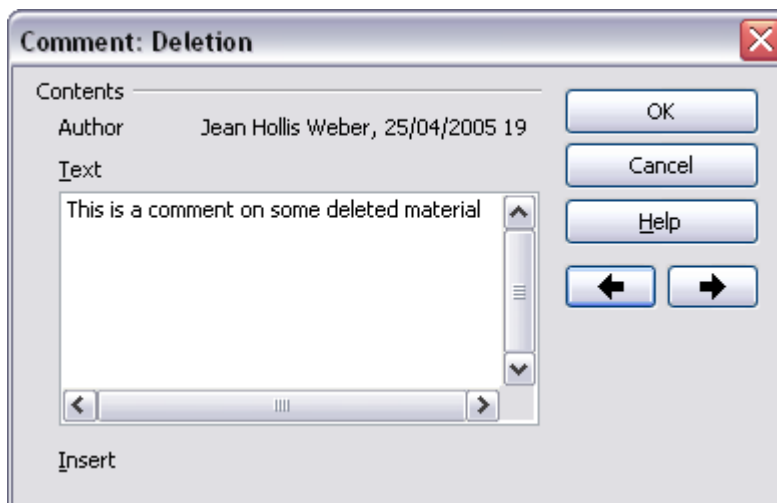 Comment: Deletion
Contents
Author Jean Hollis Weber, 25/04/2005 19
Text
This is a comment on some deleted material
Insert
OK
Cancel
Help